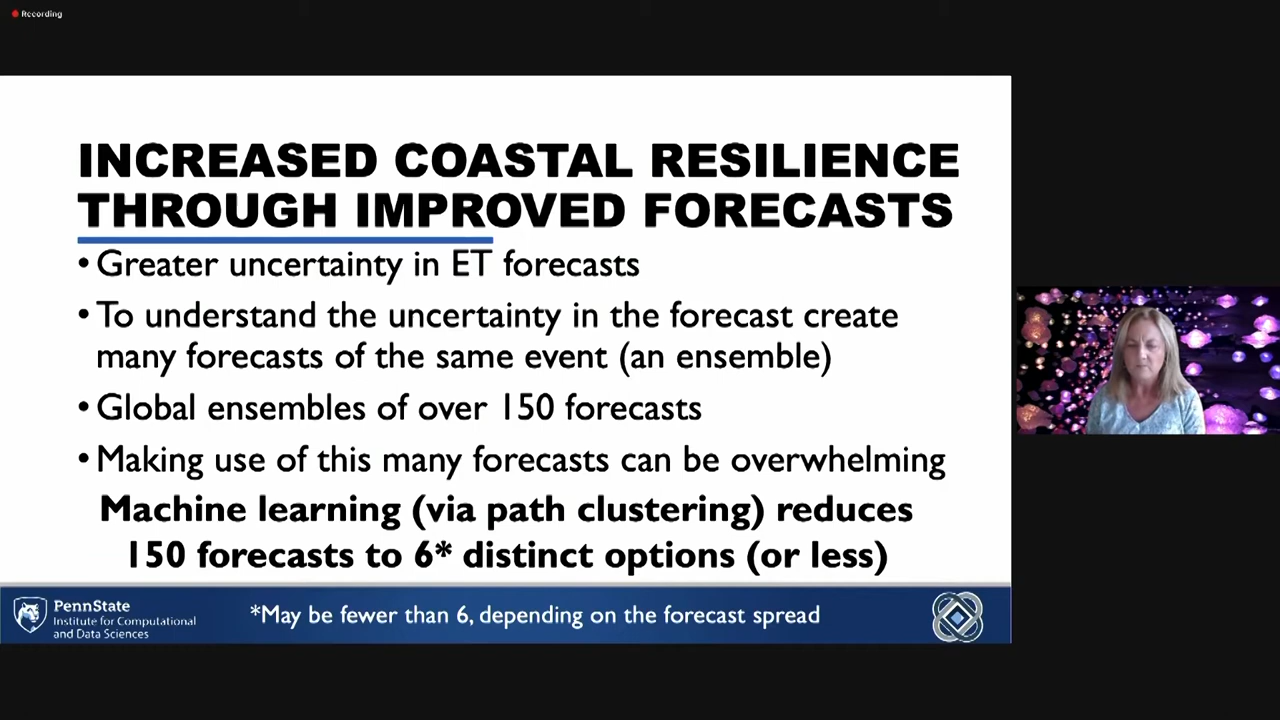 Recording
INCREASED COASTAL RESILIENCE
THROUGH IMPROVED FORECASTS
• Greater uncertainty in ET forecasts
• To understand the uncertainty in the forecast create
many forecasts of the same event (an ensemble)
• Global ensembles of over 150 forecasts
• Making use of this many forecasts can be overwhelming
Machine learning (via path clustering) reduces
150 forecasts to 6* distinct options (or less)
PennState
Institute for Computational
and Data Sciences
*May be fewer than 6, depending on the forecast spread